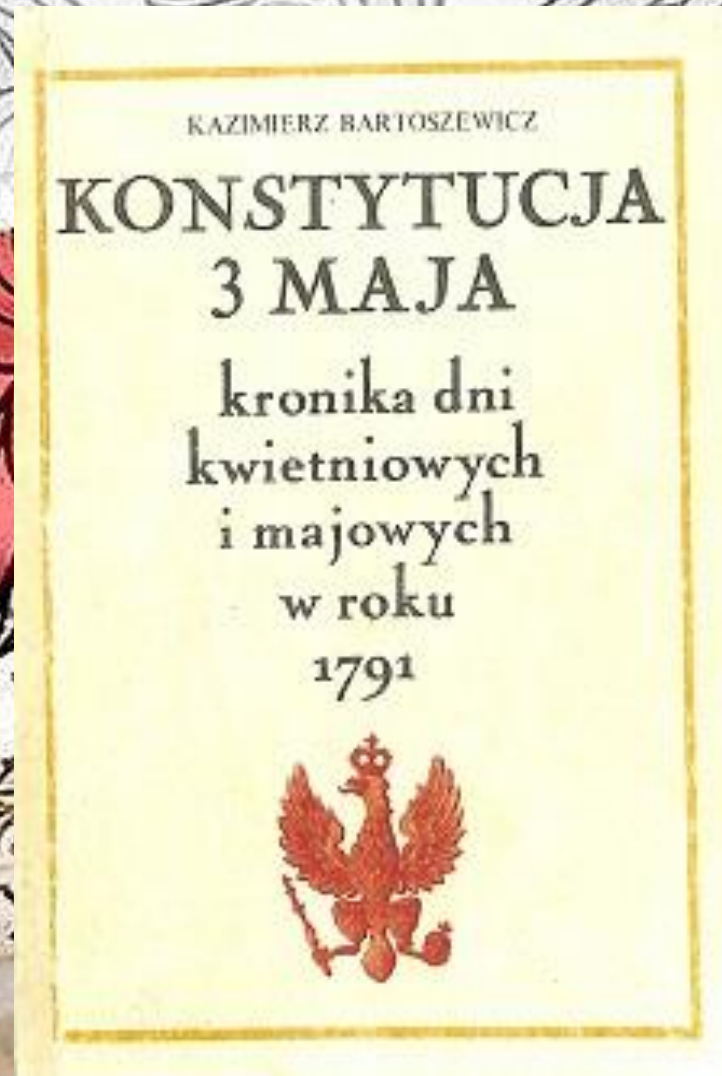 KAZIMIERZ BARTOSZEWICZ
KONSTYTUCJA
3 MAJA
kronika dni
kwietniowych
i majowych
w roku
1791